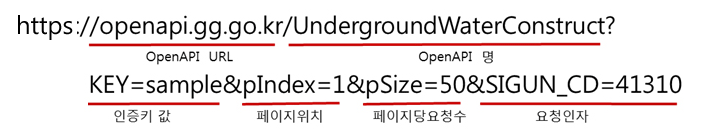 https://openapi.gg.go.kr/UndergroundWaterConstruct?
OpenAPI URL OpenAPI 명
KEY=sample&pIndex=1&pSize=50&SIGUN_CD=41310
인증키 값 페이지위치 페이지당요청수 요청인자